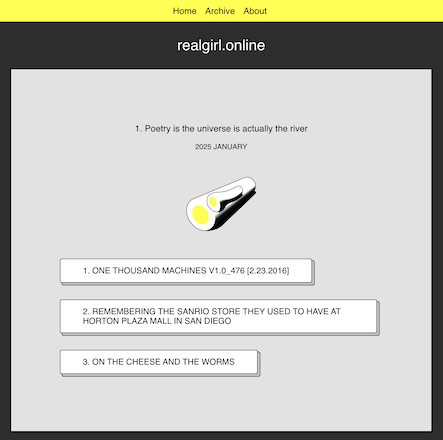 Home Archive About
realgirl.online
1. Poetry is the universe is actually the river
2025 JANUARY
1. ONE THOUSAND MACHINES V1.0_476 [2.23.2016]
2. REMEMBERING THE SANRIO STORE THEY USED TO HAVE AT
HORTON PLAZA MALL IN SAN DIEGO
3. ON THE CHEESE AND THE WORMS